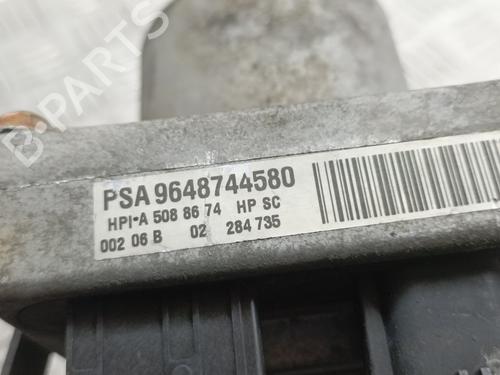 B-PARTS
PSA 9648744580
HPI-A 508 86 74 HP SC
002 06 B 02 284 735